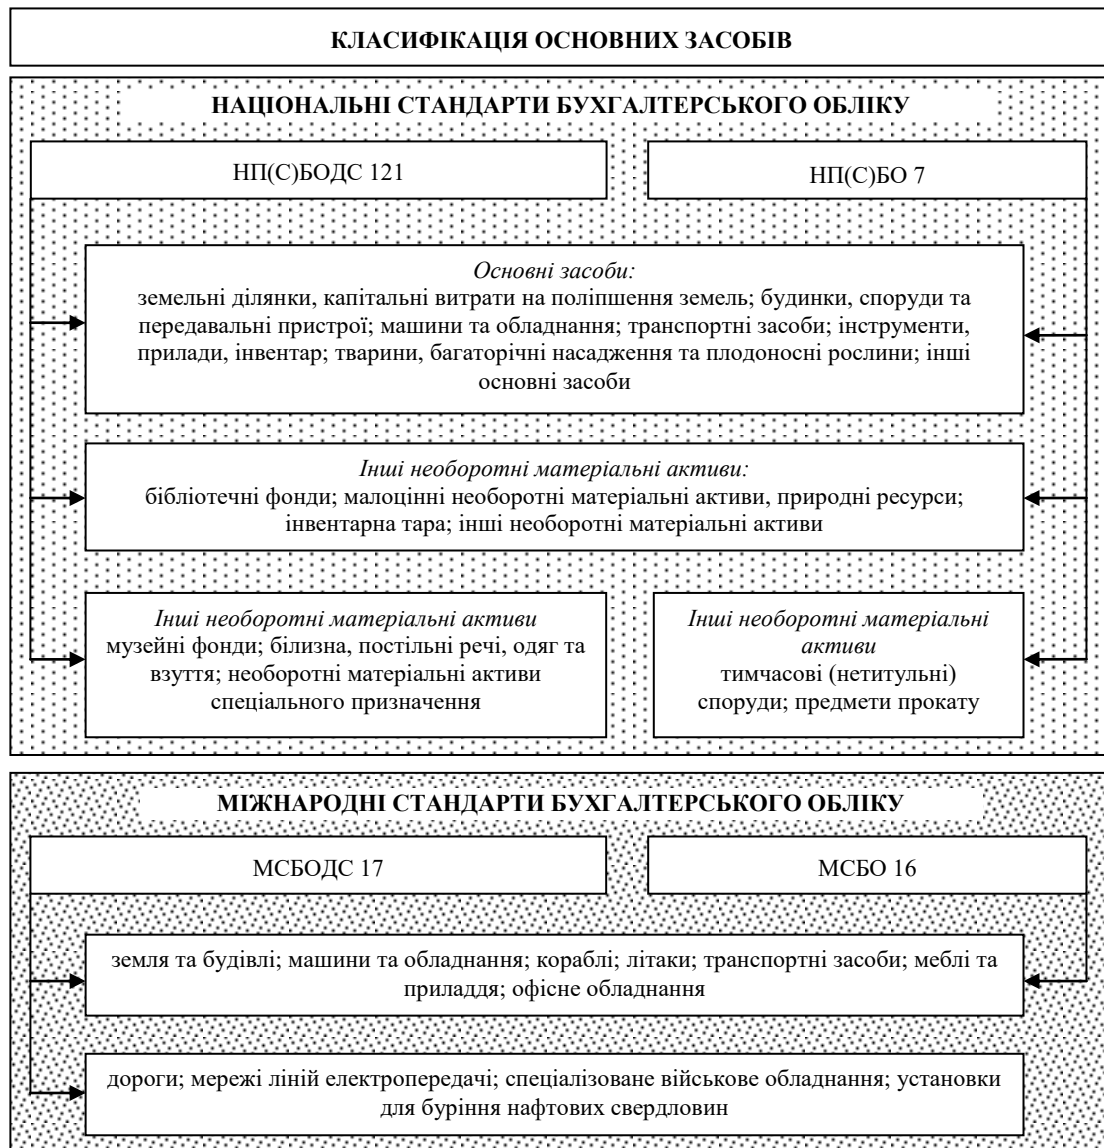 КЛАСИФІКАЦІЯ ОСНОВНИХ ЗАСОБІВ
НАЦІОНАЛЬНІ СТАНДАРТИ БУХГАЛТЕРСЬКОГО ОБЛІКУ
НП(С)БОДС 121
НП(С)БО 7
Основні засоби:
земельні ділянки, капітальні витрати на поліпшення земель; будинки, споруди та
передавальні пристрої; машини та обладнання; транспортні засоби; інструменти,
прилади, інвентар; тварини, багаторічні насадження та плодоносні рослини; інші
основні засоби
Інші необоротні матеріальні активи:
бібліотечні фонди; малоцінні необоротні матеріальні активи, природні ресурси;
інвентарна тара; інші необоротні матеріальні активи
Інші необоротні матеріальні активи
музейні фонди; білизна, постільні речі, одяг та
взуття; необоротні матеріальні активи
спеціального призначення
Інші необоротні матеріальні
активи
тимчасові (нетитульні)
споруди; предмети прокату
МІЖНАРОДНІ СТАНДАРТИ БУХГАЛТЕРСЬКОГО ОБЛІКУ
МСБОДС 17
МСБО 16
земля та будівлі; машини та обладнання; кораблі; літаки; транспортні засоби; меблі та
приладдя; офісне обладнання
дороги; мережі ліній електропередачі; спеціалізоване військове обладнання; установки
для буріння нафтових свердловин